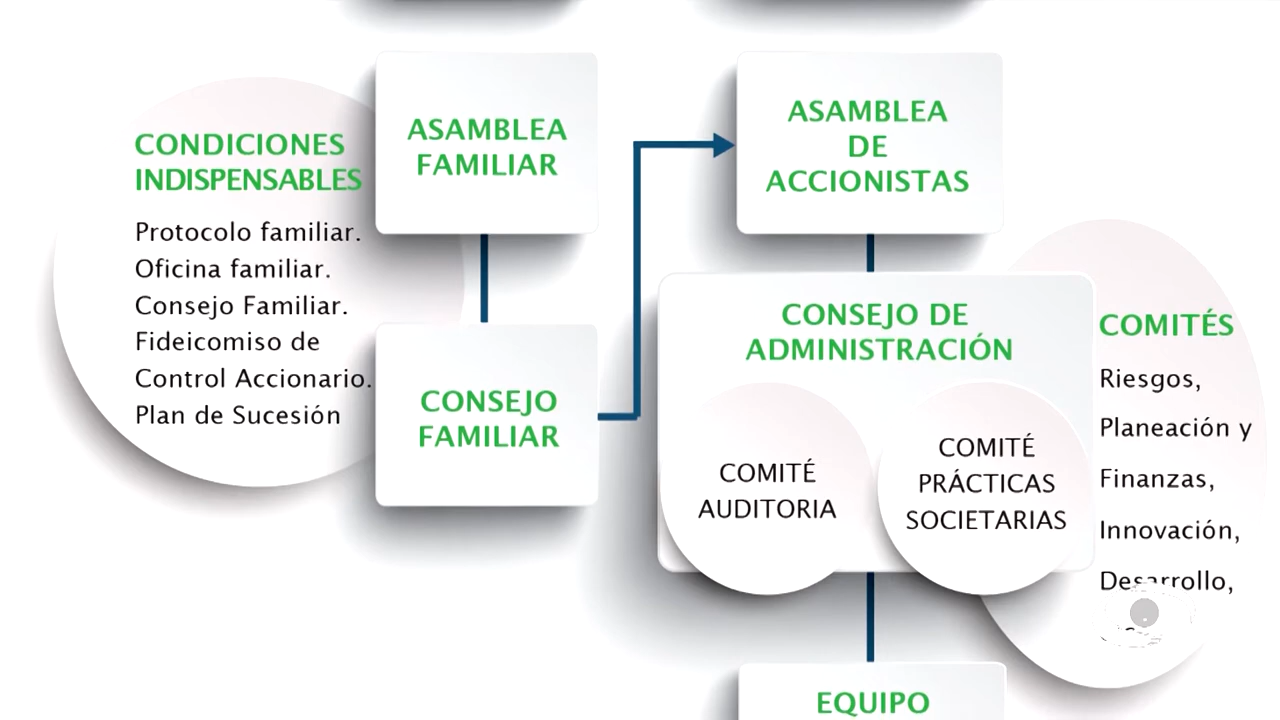 CONDICIONES
INDISPENSABLES
Protocolo familiar.
Oficina familiar.
Consejo Familiar.
Fideicomiso de
Control Accionario.
Plan de Sucesión
ASAMBLEA
FAMILIAR
CONSEJO
FAMILIAR
ASAMBLEA
DE
ACCIONISTAS
CONSEJO DE
ADMINISTRACIÓN
COMITÉ
AUDITORIA
COMITÉ
PRÁCTICAS
SOCIETARIAS
COMITÉS
Riesgos,
Planeación y
Finanzas,
Innovación,
Desarrollo,
EQUIPO